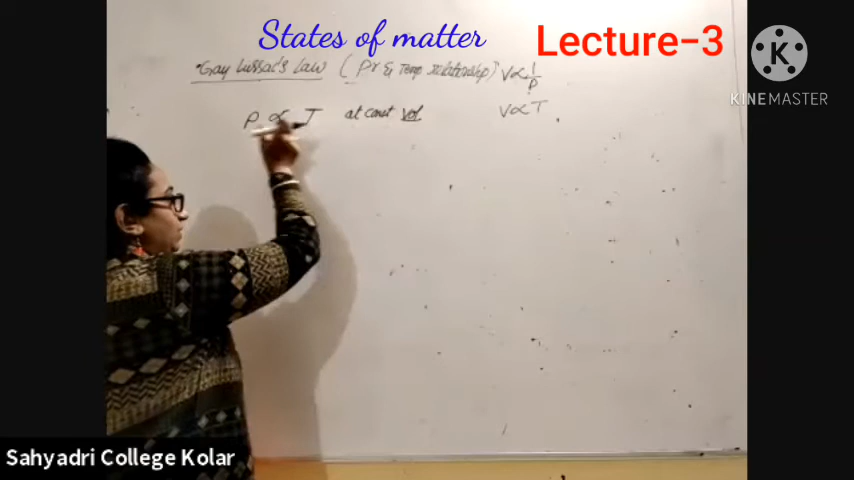 States of matter
Lecture-3
KINEMASTER
Gay Lussac's Law ( Pr & Temp relationship) V∝1/P
P ∝ T at const vol V∝T
Sahyadri College Kolar